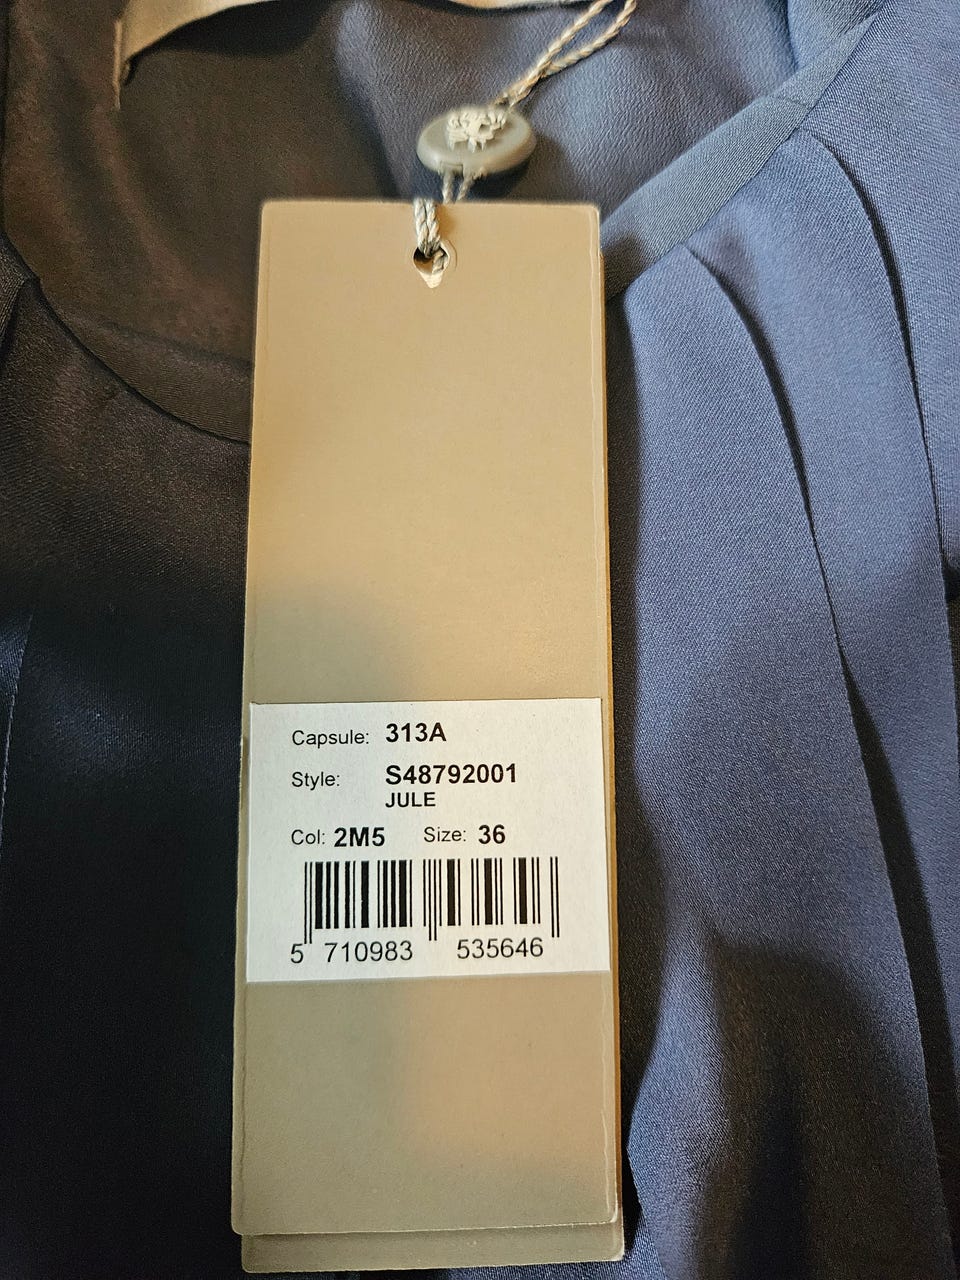 Capsule: 313A
Style: S48792001
JULE
Col: 2M5 Size: 36
5 710983 535646